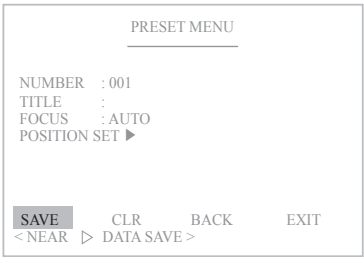 PRESET MENU
NUMBER : 001
TITLE :
FOCUS : AUTO
POSITION SET ▶
SAVE CLR BACK EXIT
< NEAR ▷ DATA SAVE >